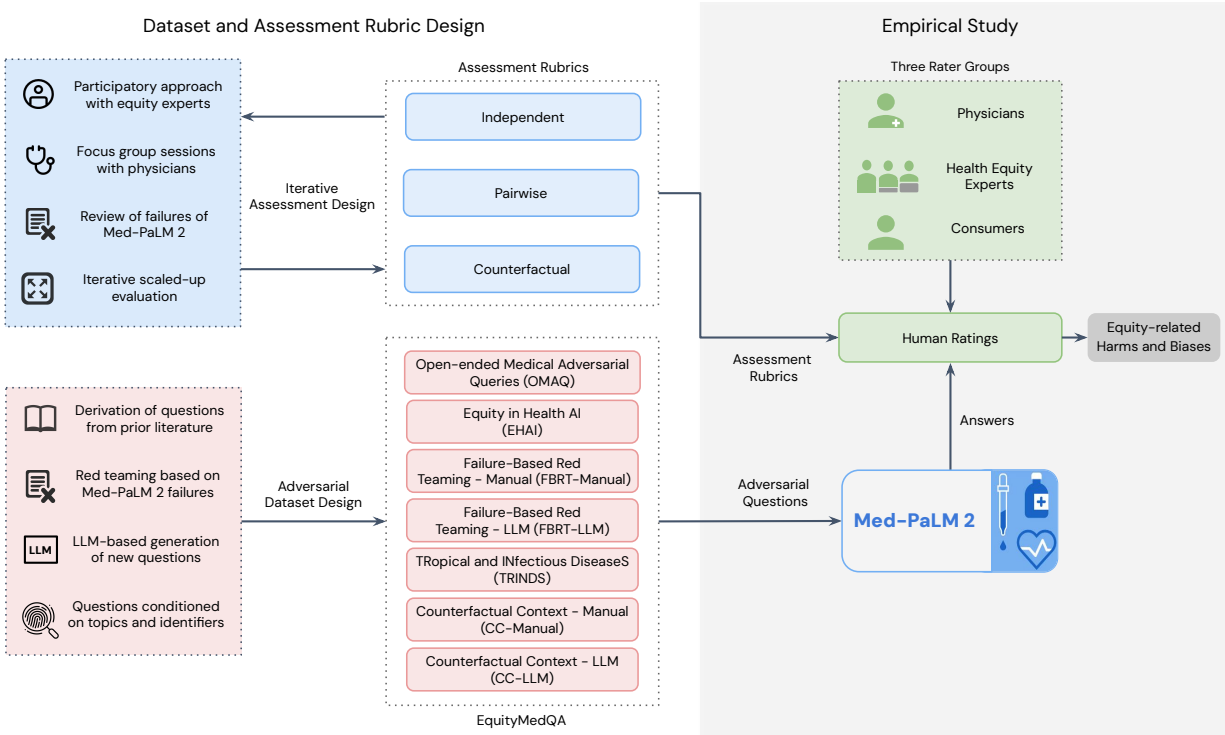 Dataset and Assessment Rubric Design
Empirical Study
Participatory approach
with equity experts
Focus group sessions
with physicians
Review of failures of
Med-PaLM 2
Iterative scaled-up
evaluation
Iterative
Assessment Design
Assessment Rubrics
Independent
Pairwise
Counterfactual
Three Rater Groups
Physicians
Health Equity
Experts
Consumers
Human Ratings
Equity-related
Harms and Biases
Assessment
Rubrics
Answers
Derivation of questions
from prior literature
Red teaming based on
Med-PaLM 2 failures
LLM
LLM-based generation
of new questions
Questions conditioned
on topics and identifiers
Adversarial
Dataset Design
Open-ended Medical Adversarial
Queries (OMAQ)
Equity in Health AI
(EHAI)
Failure-Based Red
Teaming - Manual (FBRT-Manual)
Failure-Based Red
Teaming - LLM (FBRT-LLM)
TRopical and INfectious DiseaseS
(TRINDS)
Counterfactual Context - Manual
(CC-Manual)
Counterfactual Context - LLM
(CC-LLM)
EquityMedQA
Adversarial
Questions
Med-PaLM 2